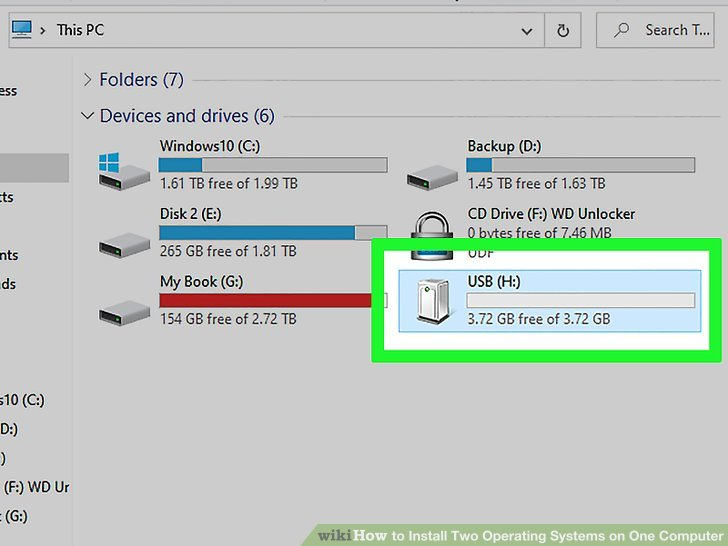 This PC
Search T...
ess
Folders (7)
Devices and drives (6)
Windows10 (C:)
1.61 TB free of 1.99 TB
Backup (D:)
1.45 TB free of 1.63 TB
ts
Disk 2 (E:)
265 GB free of 1.81 TB
CD Drive (F:) WD Unlocker
0 bytes free of 7.46 MB
UDF
nts
ds
My Book (G:)
154 GB free of 2.72 TB
USB (H:)
3.72 GB free of 3.72 GB
s10 (C:)
D:)
)
(F:) WD Ur
(G:)
wikiHow to Install Two Operating Systems on One Computer